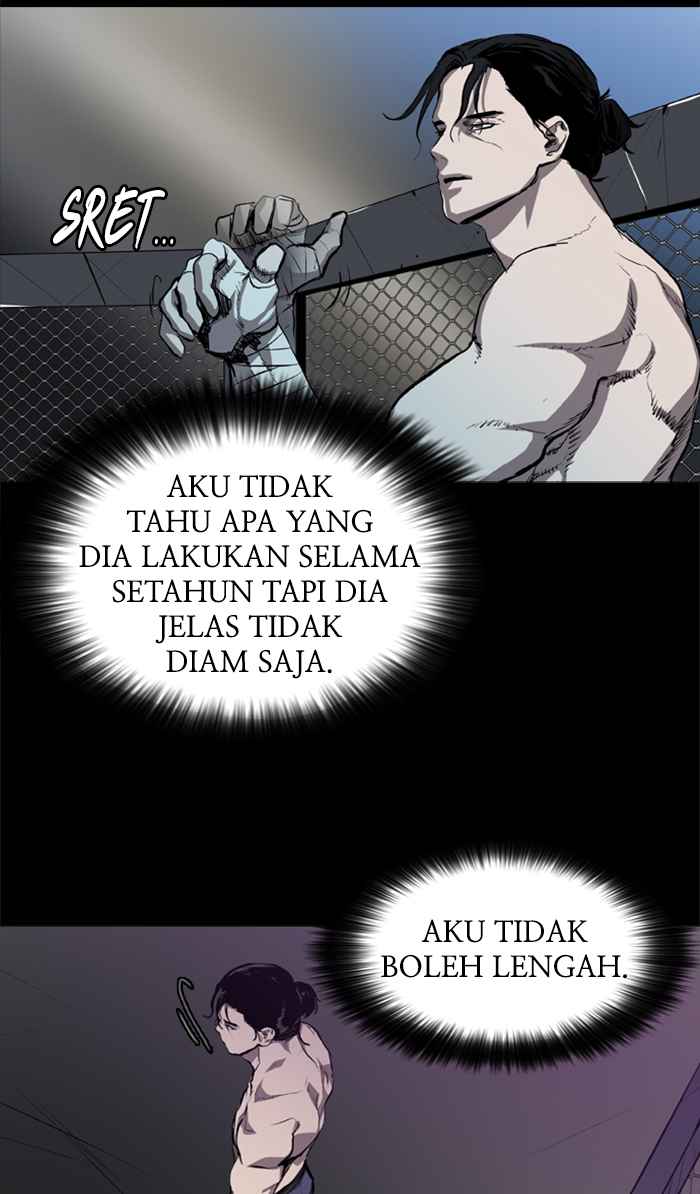 SRET...
AKU TIDAK
TAHU APA YANG
DIA LAKUKAN SELAMA
SETAHUN TAPI DIA
JELAS TIDAK
DIAM SAJA.
AKU TIDAK
BOLEH LENGAH.